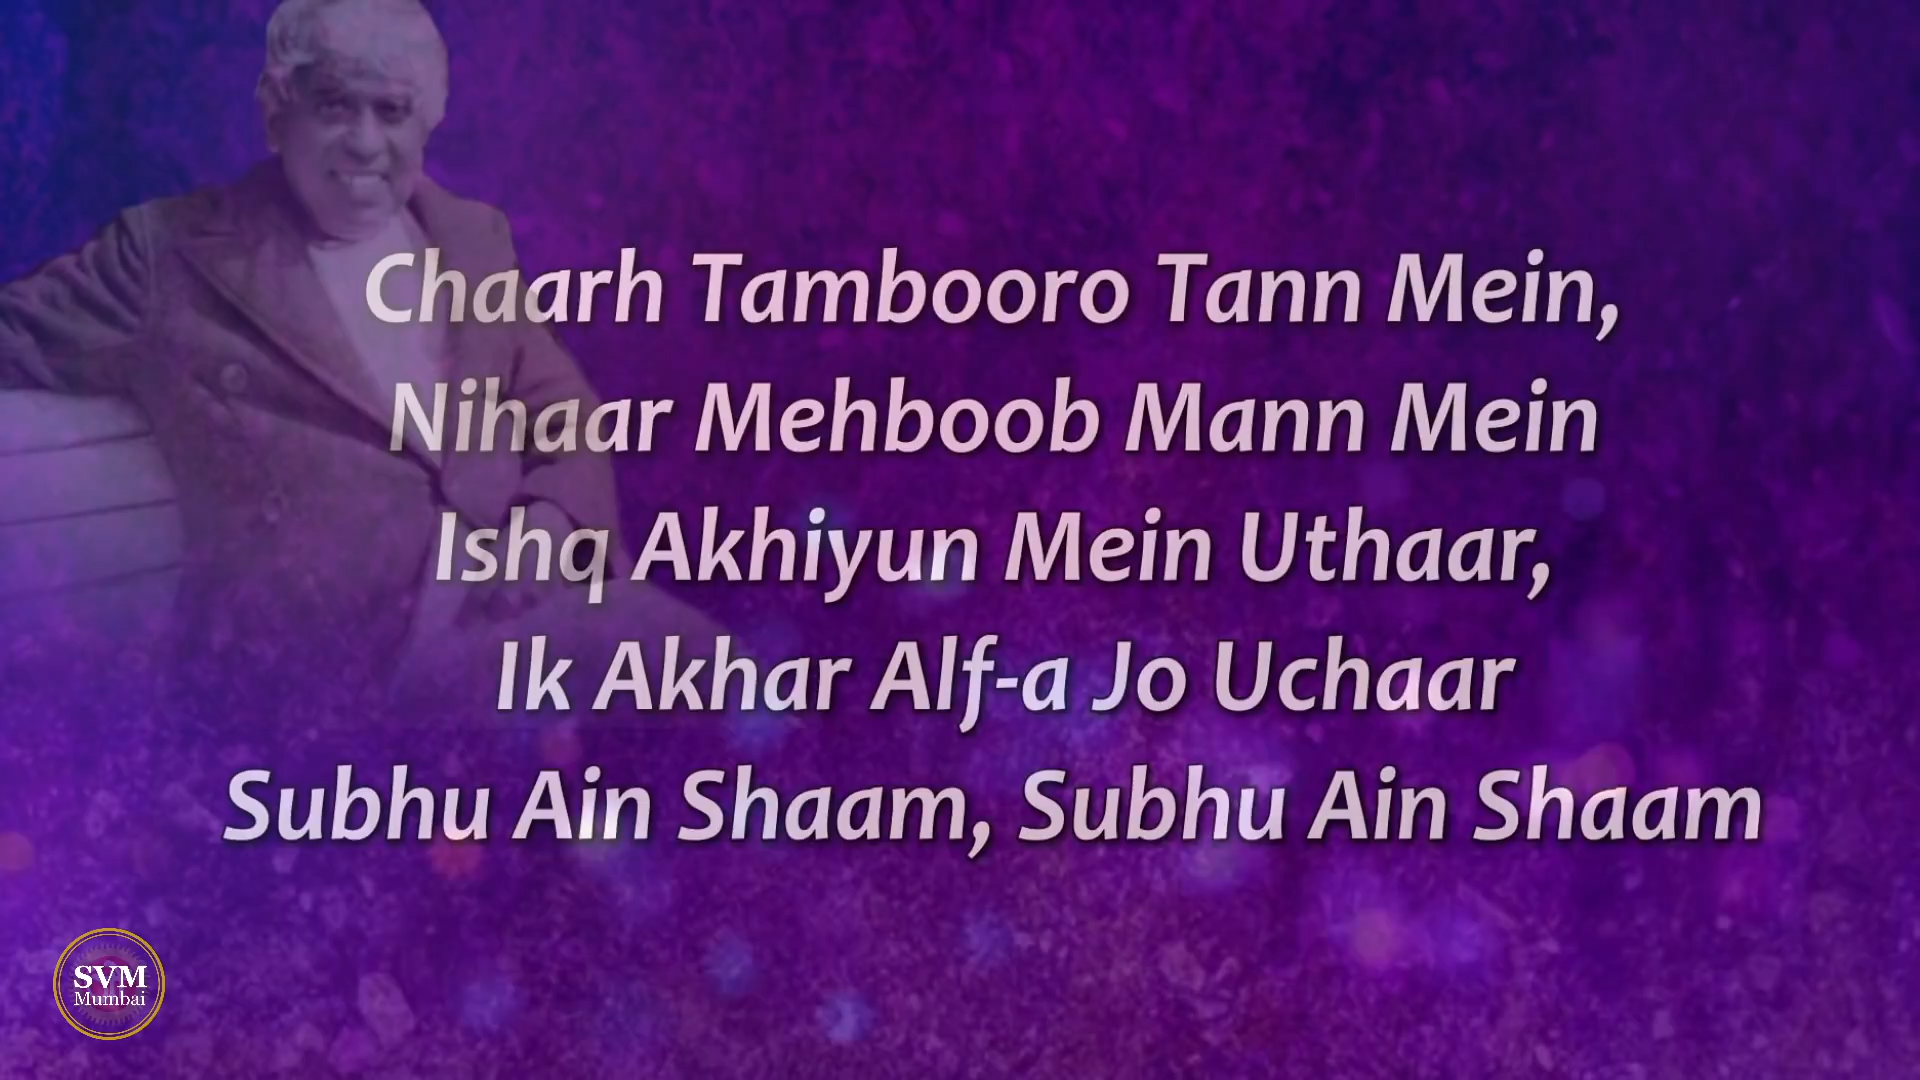 Chaarh Tambooro Tann Mein,
Nihaar Mehboob Mann Mein
Ishq Akhiyun Mein Uthaar,
Ik Akhar Alf-a Jo Uchaar
Subhu Ain Shaam, Subhu Ain Shaam
SVM
Mumbai